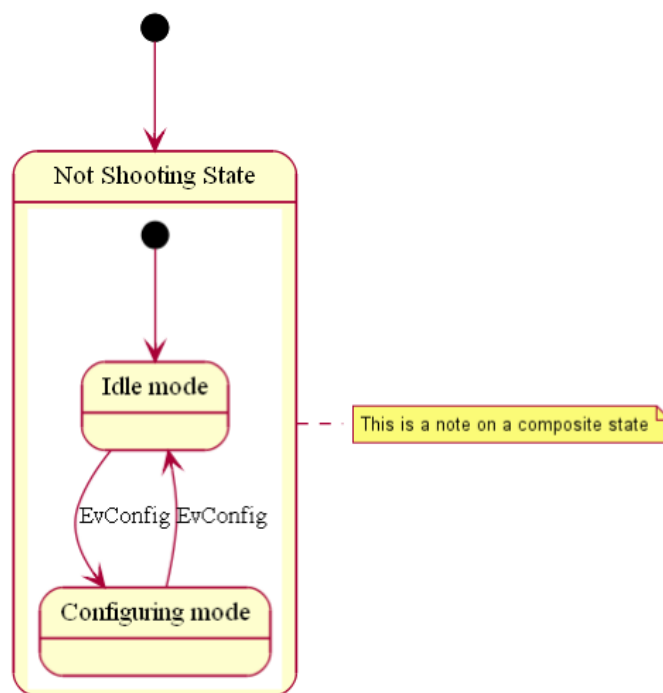 Not Shooting State
Idle mode
This is a note on a composite state
EvConfig EvConfig
Configuring mode